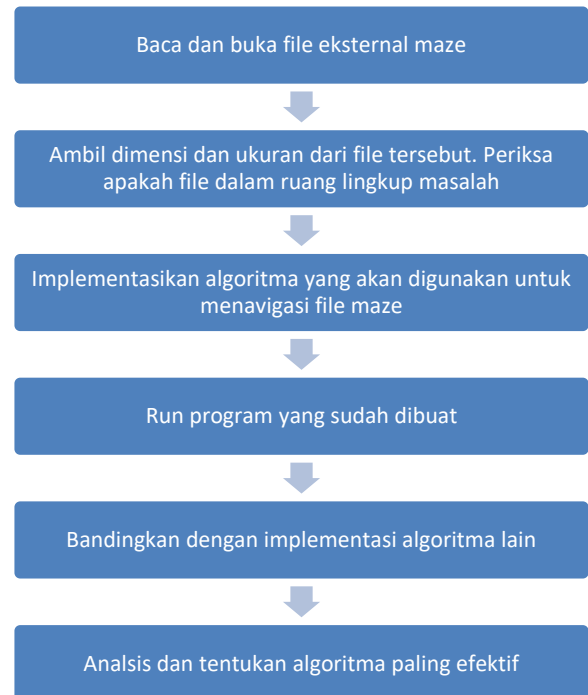 Baca dan buka file eksternal maze
Ambil dimensi dan ukuran dari file tersebut. Periksa
apakah file dalam ruang lingkup masalah
Implementasikan algoritma yang akan digunakan untuk
menavigasi file maze
Run program yang sudah dibuat
Bandingkan dengan implementasi algoritma lain
Analsis dan tentukan algoritma paling efektif